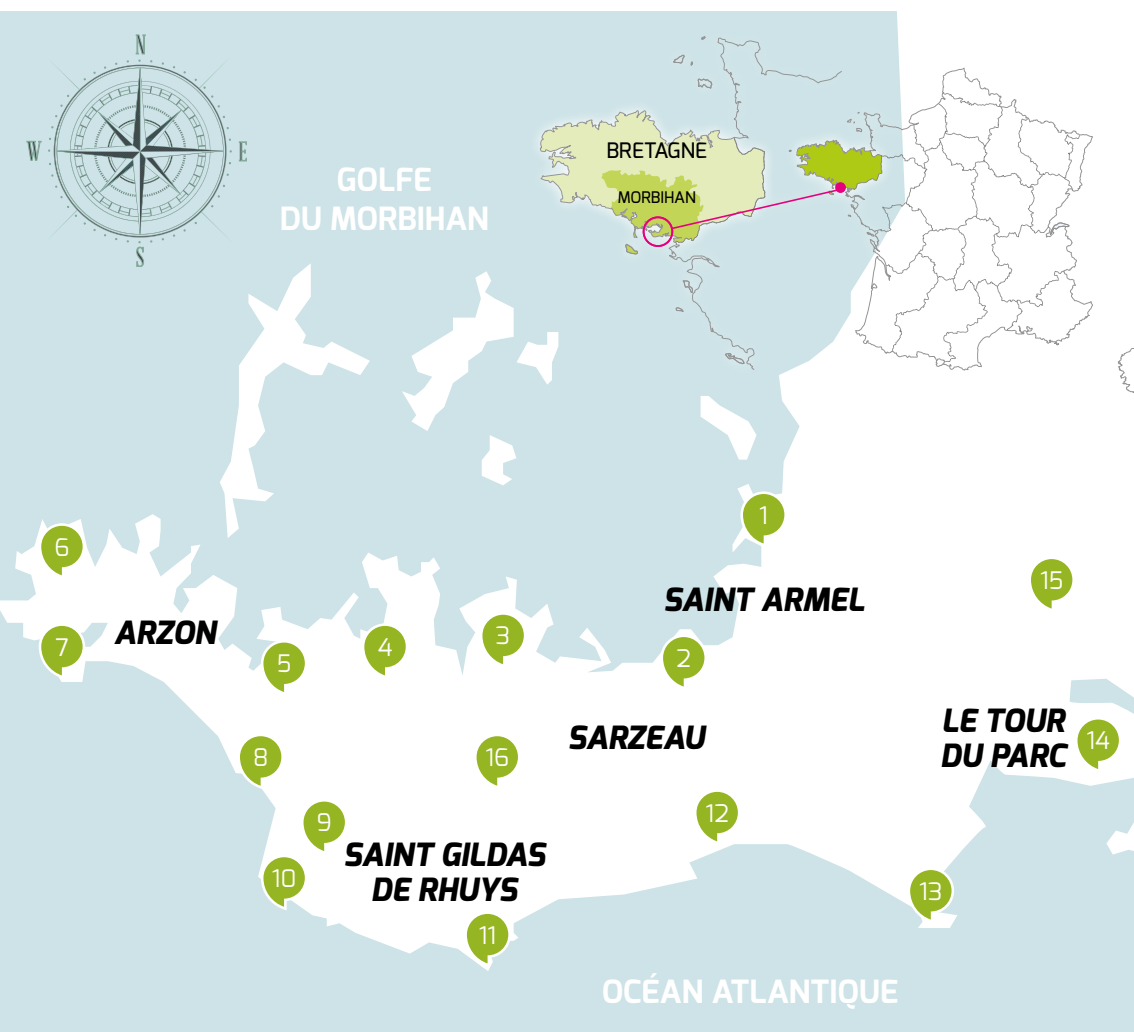 N
W
E
S
GOLFE
DU MORBIHAN
BRETAGNE
MORBIHAN
1
6
15
SAINT ARMEL
ARZON
3
7
4
2
5
LE TOUR
DU PARC
14
SARZEAU
8
16
12
9
SAINT GILDAS
DE RHUYS
10
13
11
OCÉAN ATLANTIQUE